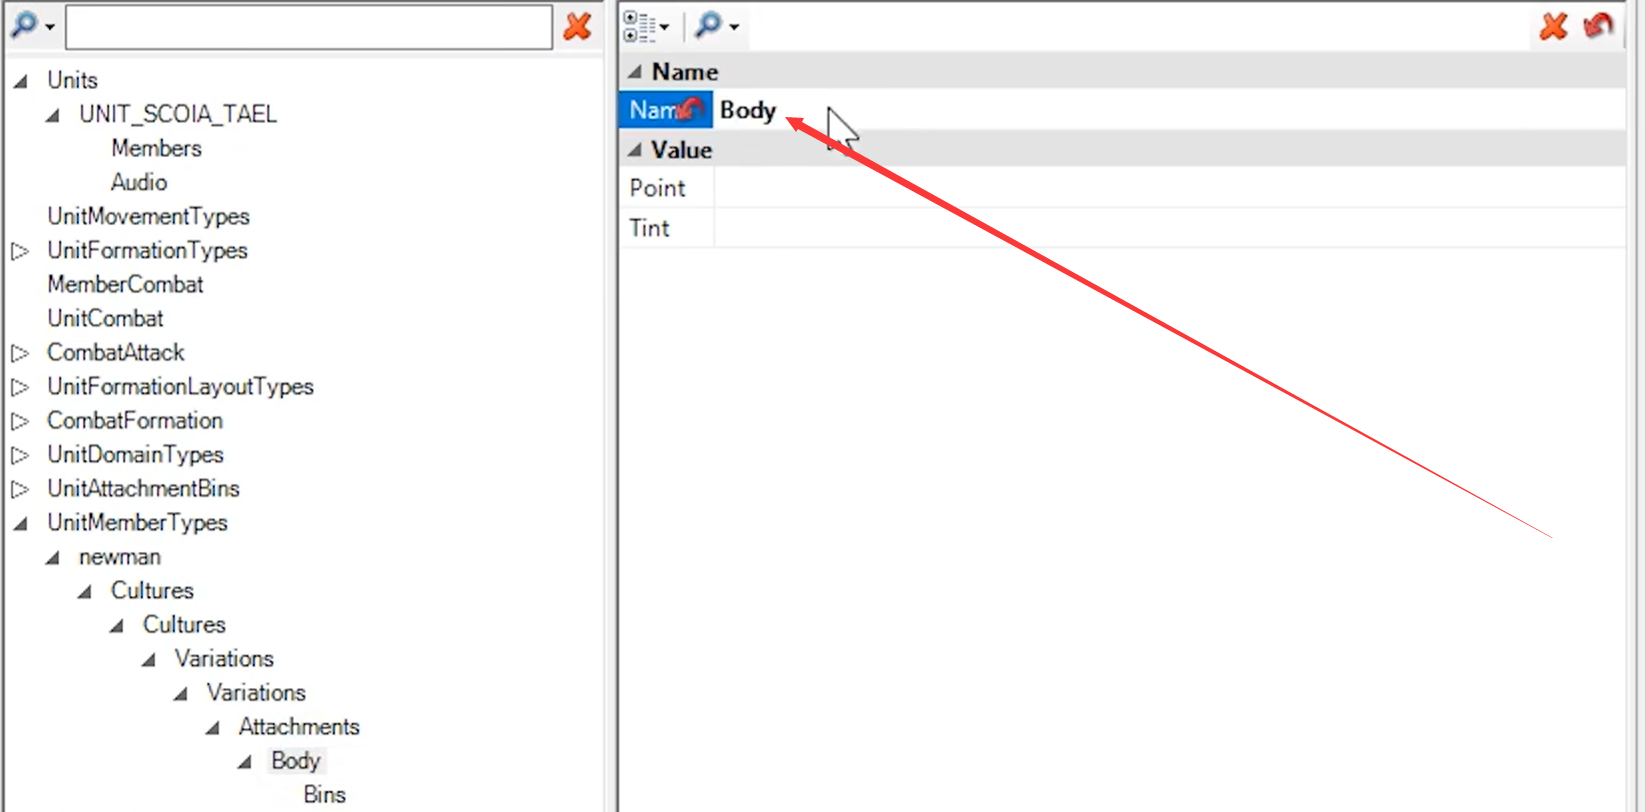 Units
UNIT_SCOIA_TAEL
Members
Audio
UnitMovementTypes
UnitFormationTypes
MemberCombat
UnitCombat
CombatAttack
UnitFormationLayoutTypes
CombatFormation
UnitDomainTypes
UnitAttachmentBins
UnitMemberTypes
newman
Cultures
Cultures
Variations
Variations
Attachments
Body
Bins
Name
Nam Body
Value
Point
Tint